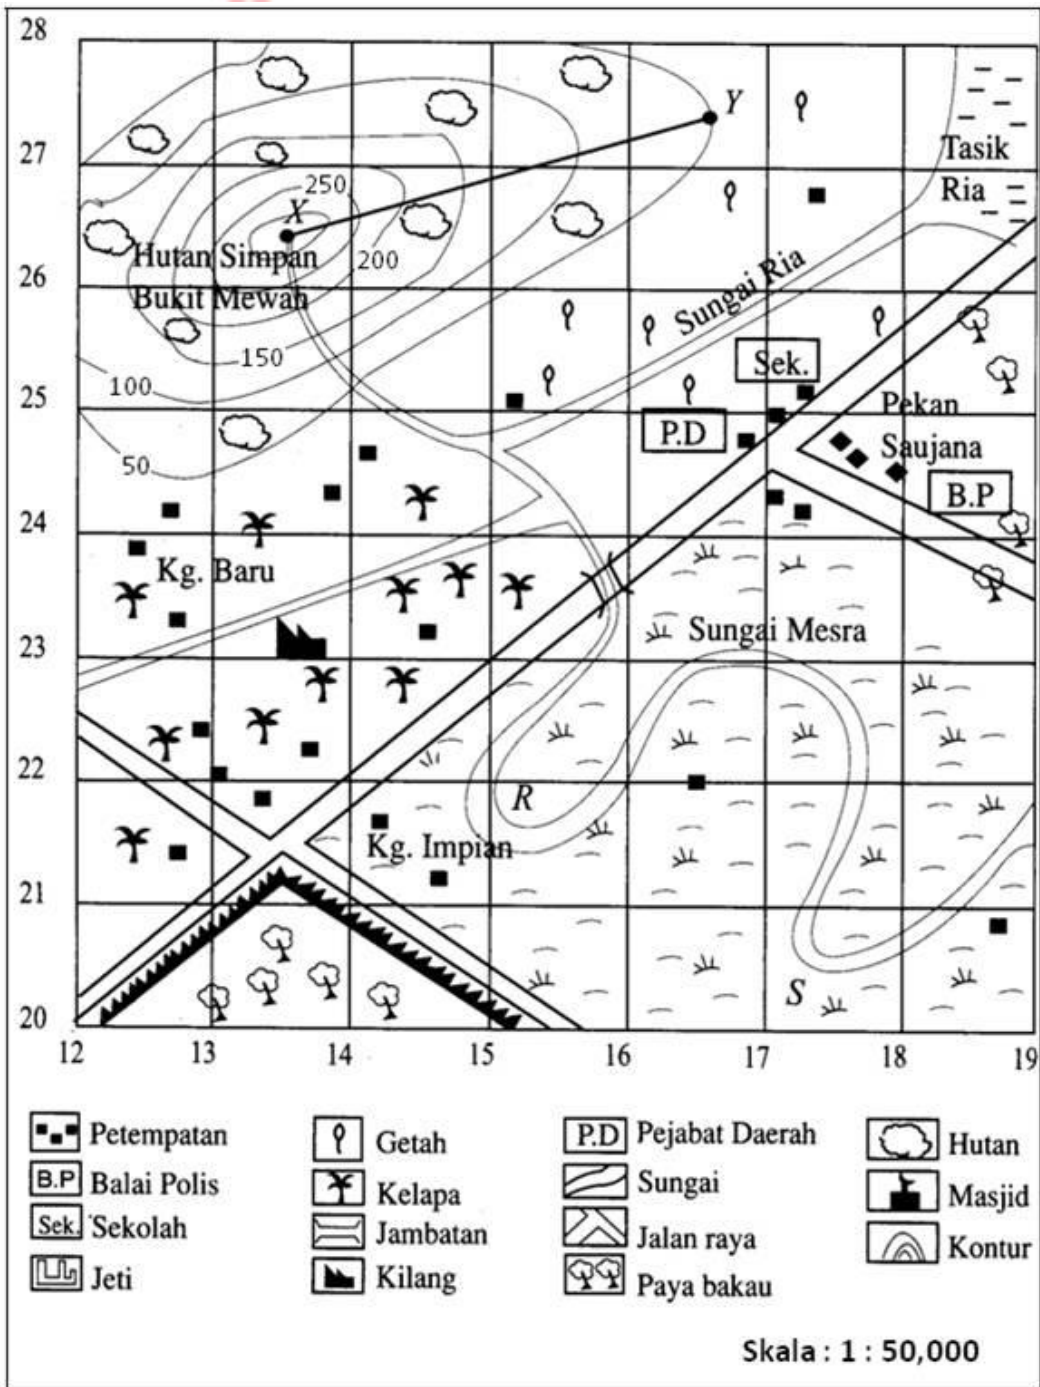 28
Y
27
Tasik
Ria
250
X
Hutan Simpan
200
26
Bukit Mewah
Sungai Ria
150
Sek.
100
25
Pekan
P.D
Saujana
50
B.P
24
Kg. Baru
Sungai Mesra
23
22
R
Kg. Impian
21
S
20
12 13 14 15 16 17 18 19
Petempatan
B.P Balai Polis
Sek. Sekolah
Jeti
Getah
Kelapa
Jambatan
Kilang
P.D Pejabat Daerah
Sungai
Jalan raya
Paya bakau
Hutan
Masjid
Kontur
Skala : 1 : 50,000